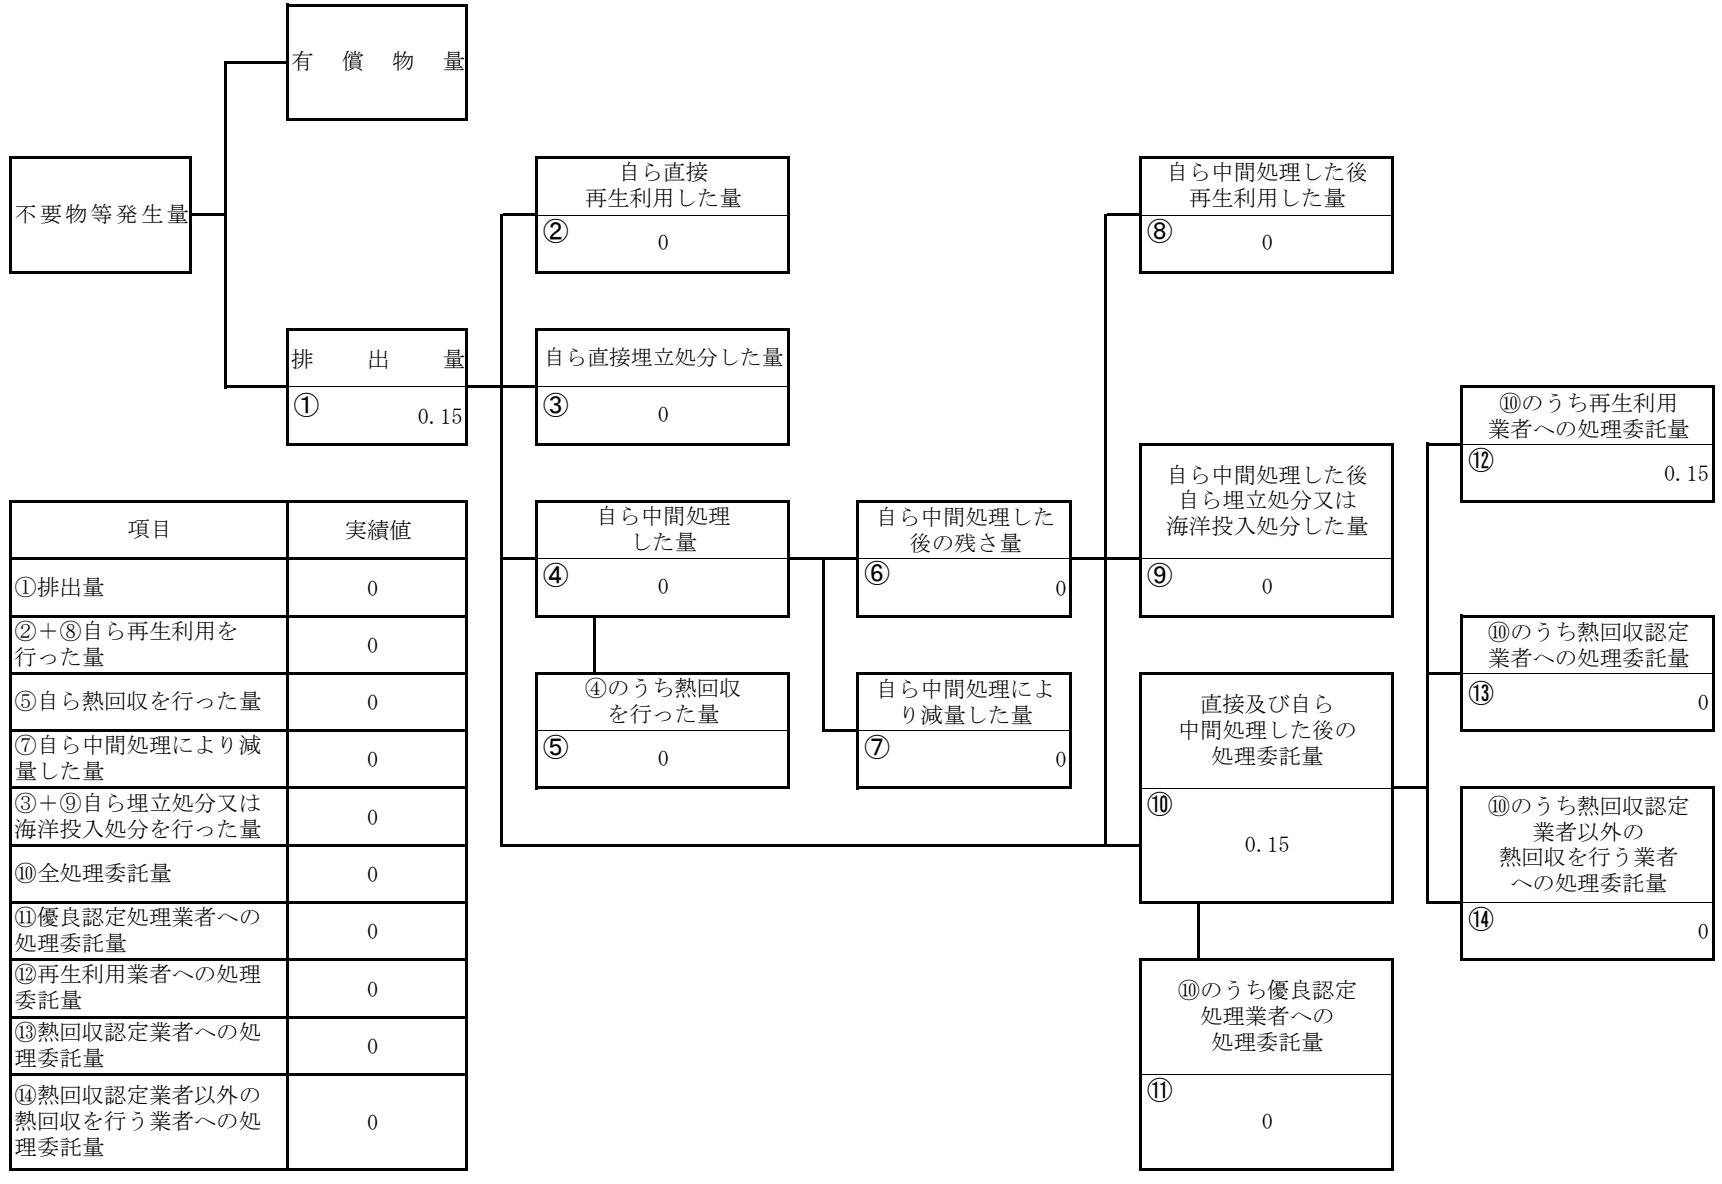 有償物量
不要物等発生量
自ら直接
再生利用した量
②
0
自ら中間処理した後
再生利用した量
⑧
0
排出量
①
0.15
自ら直接埋立処分した量
③
0
⑩のうち再生利用
業者への処理委託量
⑫
0.15
自ら中間処理した後
自ら埋立処分又は
海洋投入処分した量
⑨
0
自ら中間処理
した量
④
0
自ら中間処理した
後の残さ量
⑥
0
⑩のうち熱回収認定
業者への処理委託量
⑬
0
④のうち熱回収
を行った量
⑤
0
自ら中間処理によ
り減量した量
⑦
0
直接及び自ら
中間処理した後の
処理委託量
⑩
0.15
⑩のうち熱回収認定
業者以外の
熱回収を行う業者
への処理委託量
⑭
0
⑩のうち優良認定
処理業者への
処理委託量
⑪
0
項目 実績値
①排出量 0
②＋⑧自ら再生利用を
行った量 0
⑤自ら熱回収を行った量 0
⑦自ら中間処理により減
量した量 0
③＋⑨自ら埋立処分又は
海洋投入処分を行った量 0
⑩全処理委託量 0
⑪優良認定処理業者への
処理委託量 0
⑫再生利用業者への処理
委託量 0
⑬熱回収認定業者への処
理委託量 0
⑭熱回収認定業者以外の
熱回収を行う業者への処
理委託量 0